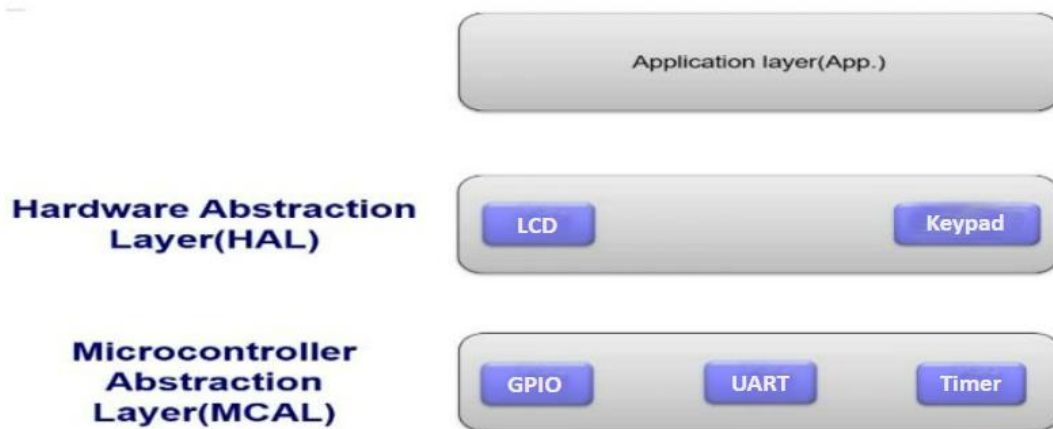 Application layer(App.)
Hardware Abstraction
Layer(HAL)
LCD
Keypad
Microcontroller
Abstraction
Layer(MCAL)
GPIO
UART
Timer